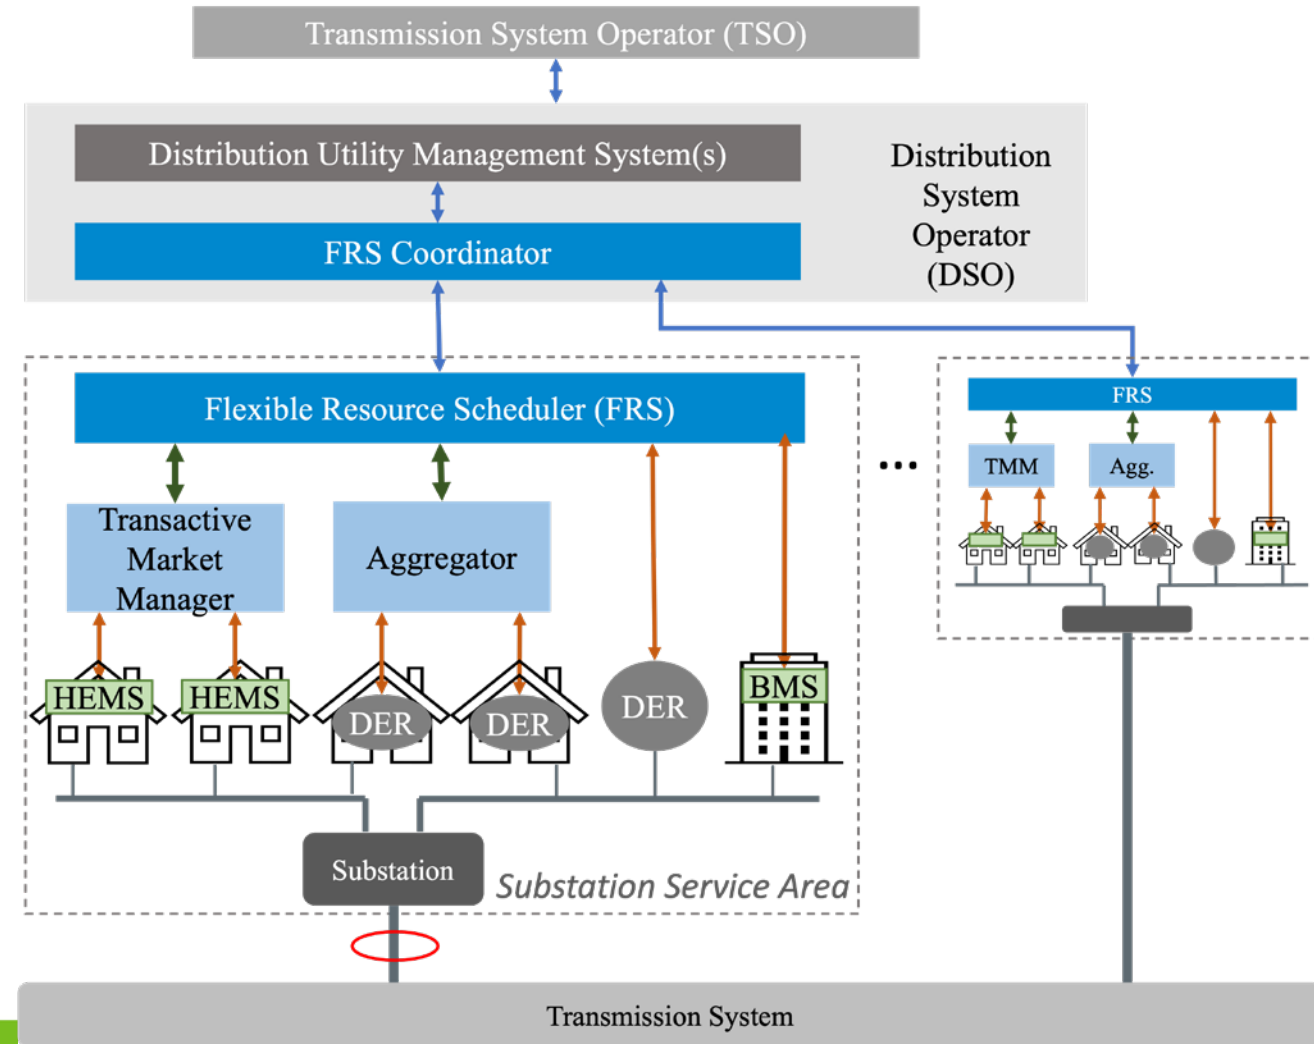 Transmission System Operator (TSO)
Distribution Utility Management System(s)
Distribution
System
Operator
(DSO)
FRS Coordinator
Flexible Resource Scheduler (FRS)
FRS
Transactive
Market
Manager
Aggregator
...
TMM
Agg.
HEMS
HEMS
DER
DER
DER
BMS
Substation
Substation Service Area
Transmission System